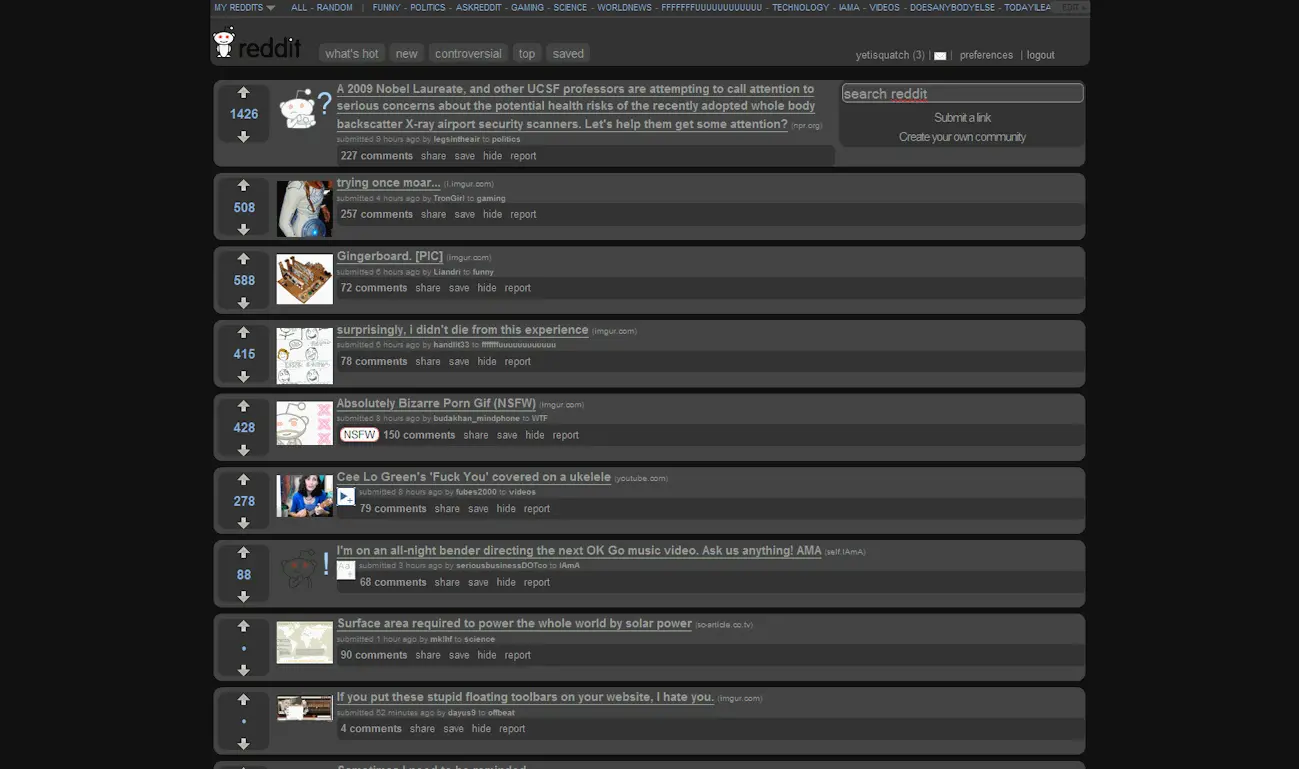 MY REDDITS ALL - RANDOM | FUNNY - POLITICS - ASKREDDIT - GAMING - SCIENCE - WORLDNEWS - FFFFFFFUUUUUUUUUUUU - TECHNOLOGY - IAMA - VIDEOS - DOESANYBODYELSE - TODAYILEA EDIT »
reddit what's hot new controversial top saved
yetisquatch (3) | | preferences | logout
A 2009 Nobel Laureate, and other UCSF professors are attempting to call attention to
serious concerns about the potential health risks of the recently adopted whole body
backscatter X-ray airport security scanners. Let's help them get some attention? (npr.org)
1426
submitted 3 hours ago by legsintheair to politics
227 comments share save hide report
search reddit
Submit a link
Create your own community
trying once moar... (i.imgur.com)
508
submitted 4 hours ago by TronGirl to gaming
257 comments share save hide report
Gingerboard. [PIC] (imgur.com)
588
submitted 6 hours ago by Liandri to funny
72 comments share save hide report
surprisingly, i didn't die from this experience (imgur.com)
415
submitted 6 hours ago by handlit33 to fffffffuuuuuuuuuuuu
78 comments share save hide report
Absolutely Bizarre Porn Gif (NSFW) (imgur.com)
428
submitted 8 hours ago by budakhan_mindphone to WTF
NSFW 150 comments share save hide report
Cee Lo Green's 'Fuck You' covered on a ukelele (youtube.com)
278
submitted 8 hours ago by fubes2000 to videos
79 comments share save hide report
I'm on an all-night bender directing the next OK Go music video. Ask us anything! AMA (self.IAmA)
88
submitted 3 hours ago by seriousbusinessDOTco to IAmA
68 comments share save hide report
Surface area required to power the whole world by solar power (so-article.co.tv)
•
submitted 1 hour ago by mklhf to science
90 comments share save hide report
If you put these stupid floating toolbars on your website, I hate you. (imgur.com)
•
submitted 52 minutes ago by dayus9 to offbeat
4 comments share save hide report
Sometimes I need to be reminded